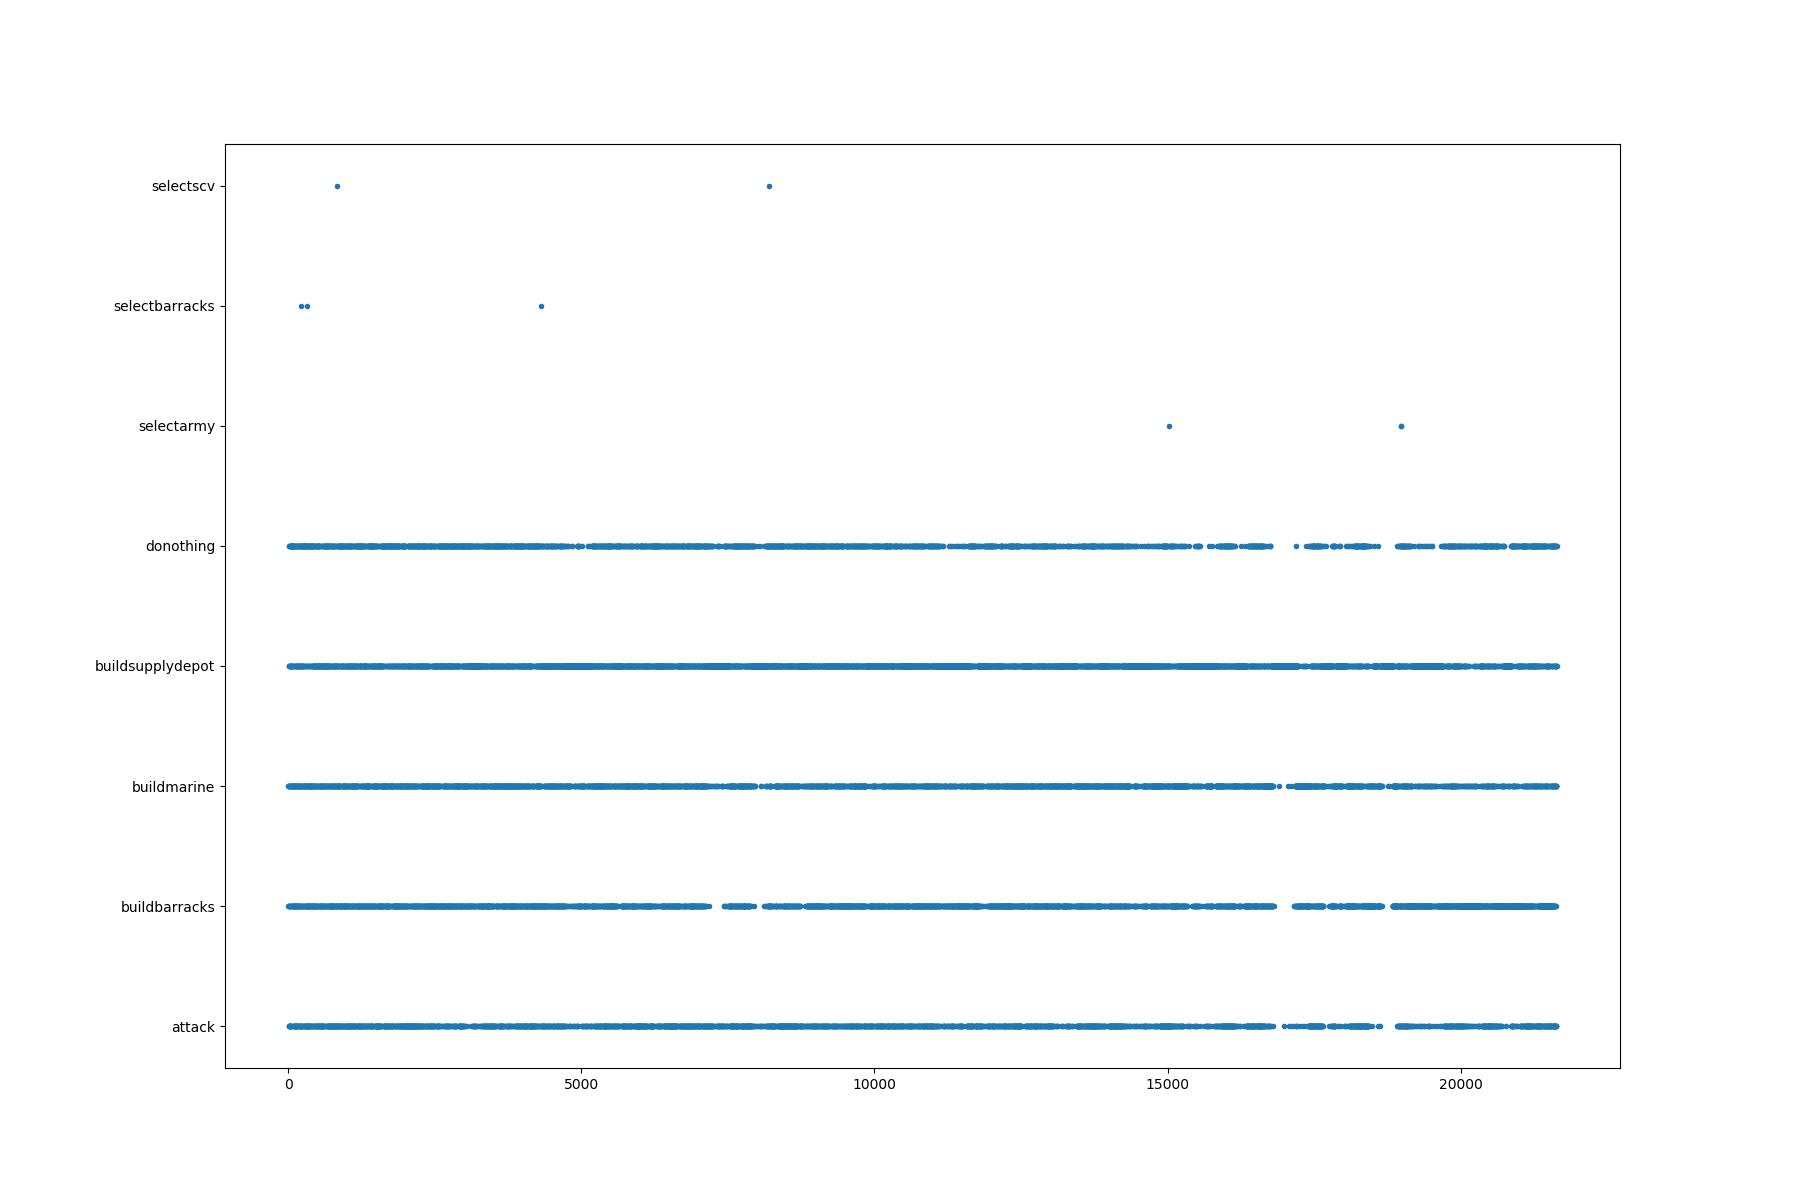 selectscv
selectbarracks
selectarmy
donothing
buildsupplydepot
buildmarine
buildbarracks
attack
0 5000 10000 15000 20000